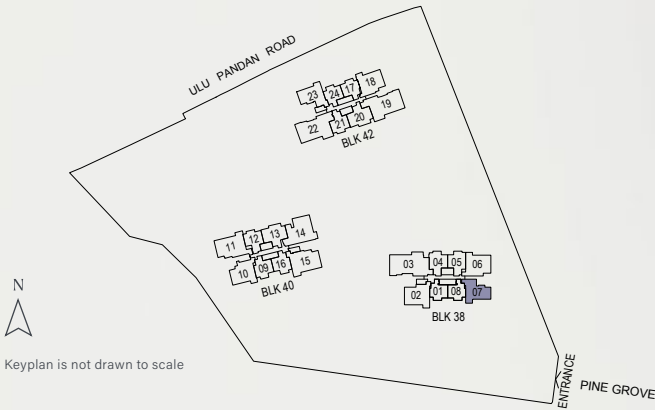 ULU PANDAN ROAD
23 24 17 18
22 21 20 19
BLK 42
11 12 13 14
10 09 16 15
BLK 40
03 04 05 06
02 01 08 07
BLK 38
N
Keyplan is not drawn to scale
ENTRANCE
PINE GROVE